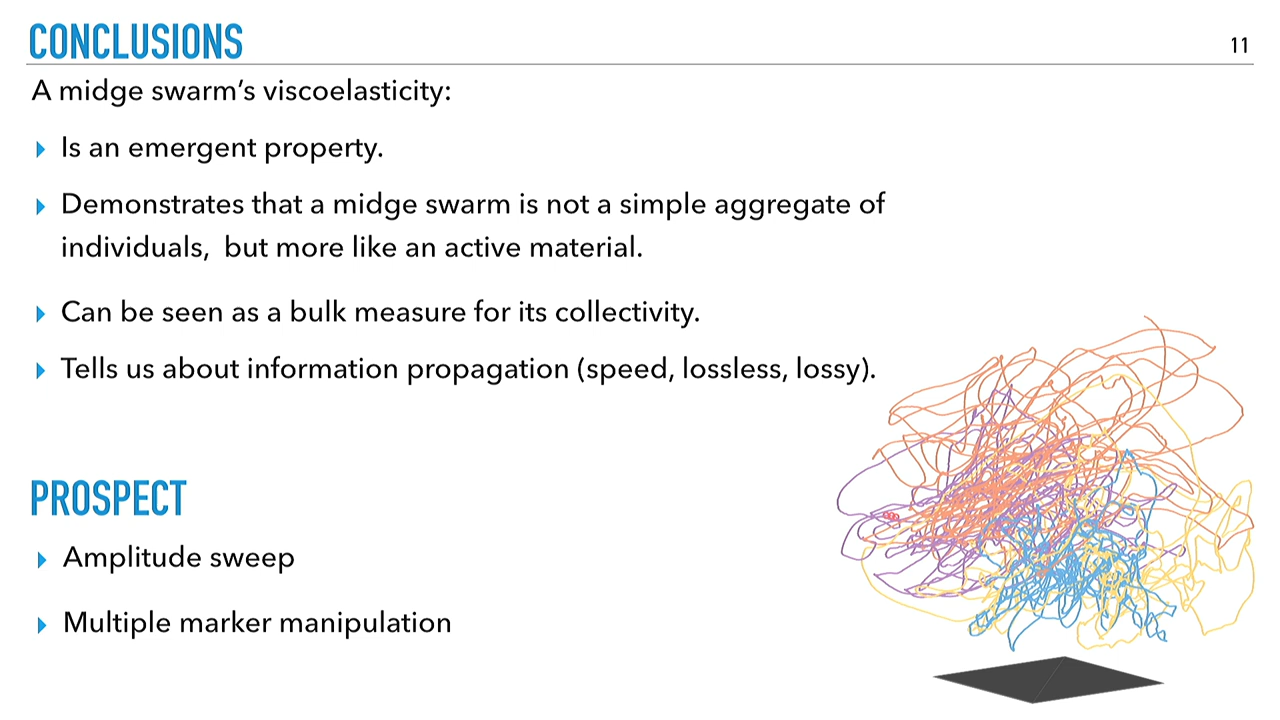 CONCLUSIONS
11
A midge swarm’s viscoelasticity:
Is an emergent property.
Demonstrates that a midge swarm is not a simple aggregate of
individuals,  but more like an active material.
Can be seen as a bulk measure for its collectivity.
Tells us about information propagation (speed, lossless, lossy).
PROSPECT
Amplitude sweep
Multiple marker manipulation